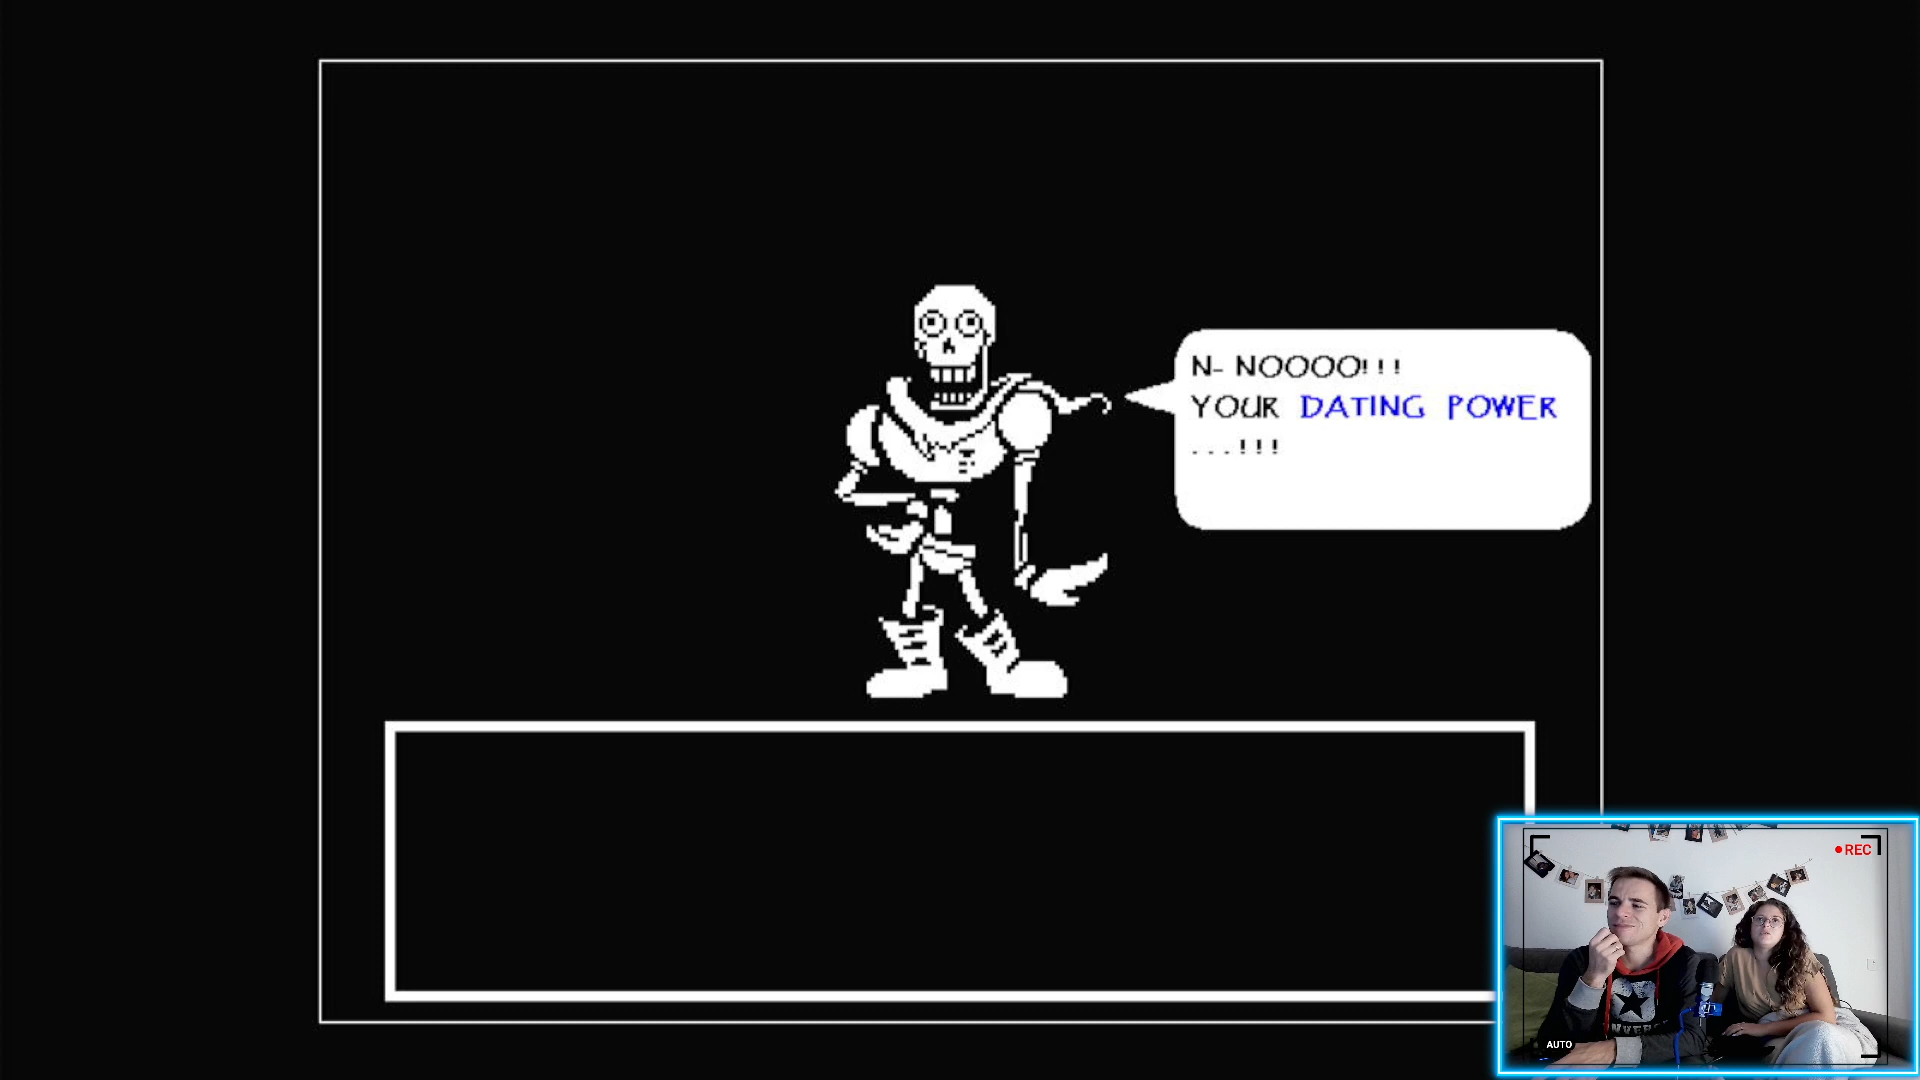 N- NOOOO!!!
YOUR DATING POWER
...!!!
REC
AUTO